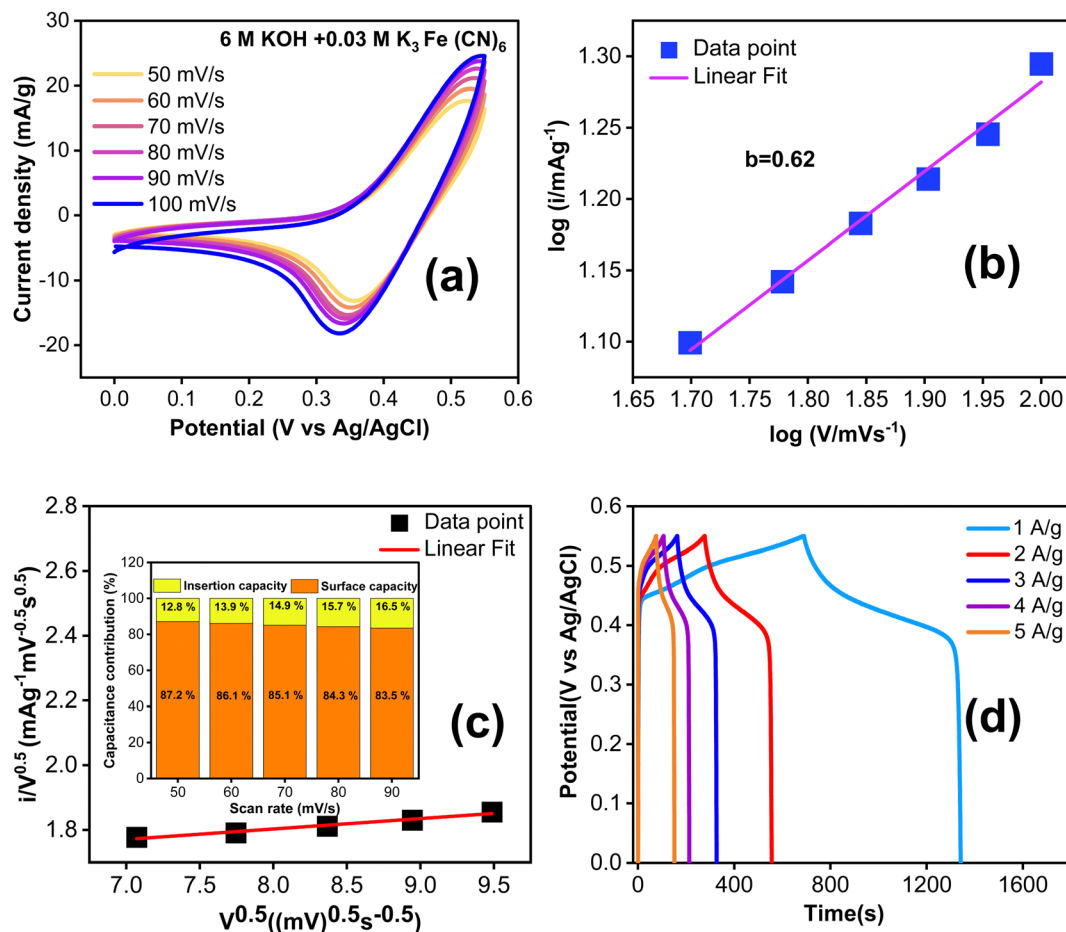 6 M KOH +0.03 M K₃ Fe (CN)₆
50 mV/s
60 mV/s
70 mV/s
80 mV/s
90 mV/s
100 mV/s
30
20
10
0
-10
-20
Current density (mA/g)
(a)
0.0 0.1 0.2 0.3 0.4 0.5 0.6
Potential (V vs Ag/AgCl)
Data point
Linear Fit
b=0.62
1.30
1.25
1.20
1.15
1.10
log (i/mAg⁻¹)
(b)
1.65 1.70 1.75 1.80 1.85 1.90 1.95 2.00
log (V/mVs⁻¹)
Data point
Linear Fit
2.8
2.6
2.4
2.2
2.0
1.8
1.6
i/V⁰·⁵ (mAg⁻¹mV⁻⁰·⁵s⁰·⁵)
Insertion capacity Surface capacity
120
100
80
60
40
20
0
Capacitance contribution (%)
12.8 % 13.9 % 14.9 % 15.7 % 16.5 %
87.2 % 86.1 % 85.1 % 84.3 % 83.5 %
50 60 70 80 90
Scan rate (mV/s)
(c)
7.0 7.5 8.0 8.5 9.0 9.5
V⁰·⁵((mV)⁰·⁵s⁻⁰·⁵)
1 A/g
2 A/g
3 A/g
4 A/g
5 A/g
0.6
0.5
0.4
0.3
0.2
0.1
0.0
Potential(V vs Ag/AgCl)
(d)
0 400 800 1200 1600
Time(s)